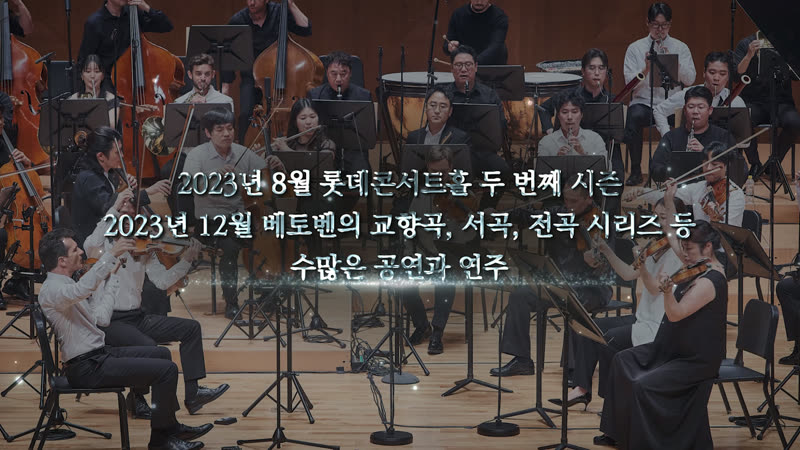 2023년 8월 롯데콘서트홀 두 번째 시즌
2023년 12월 베토벤의 교향곡, 서곡, 전곡 시리즈 등
수많은 공연과 연주